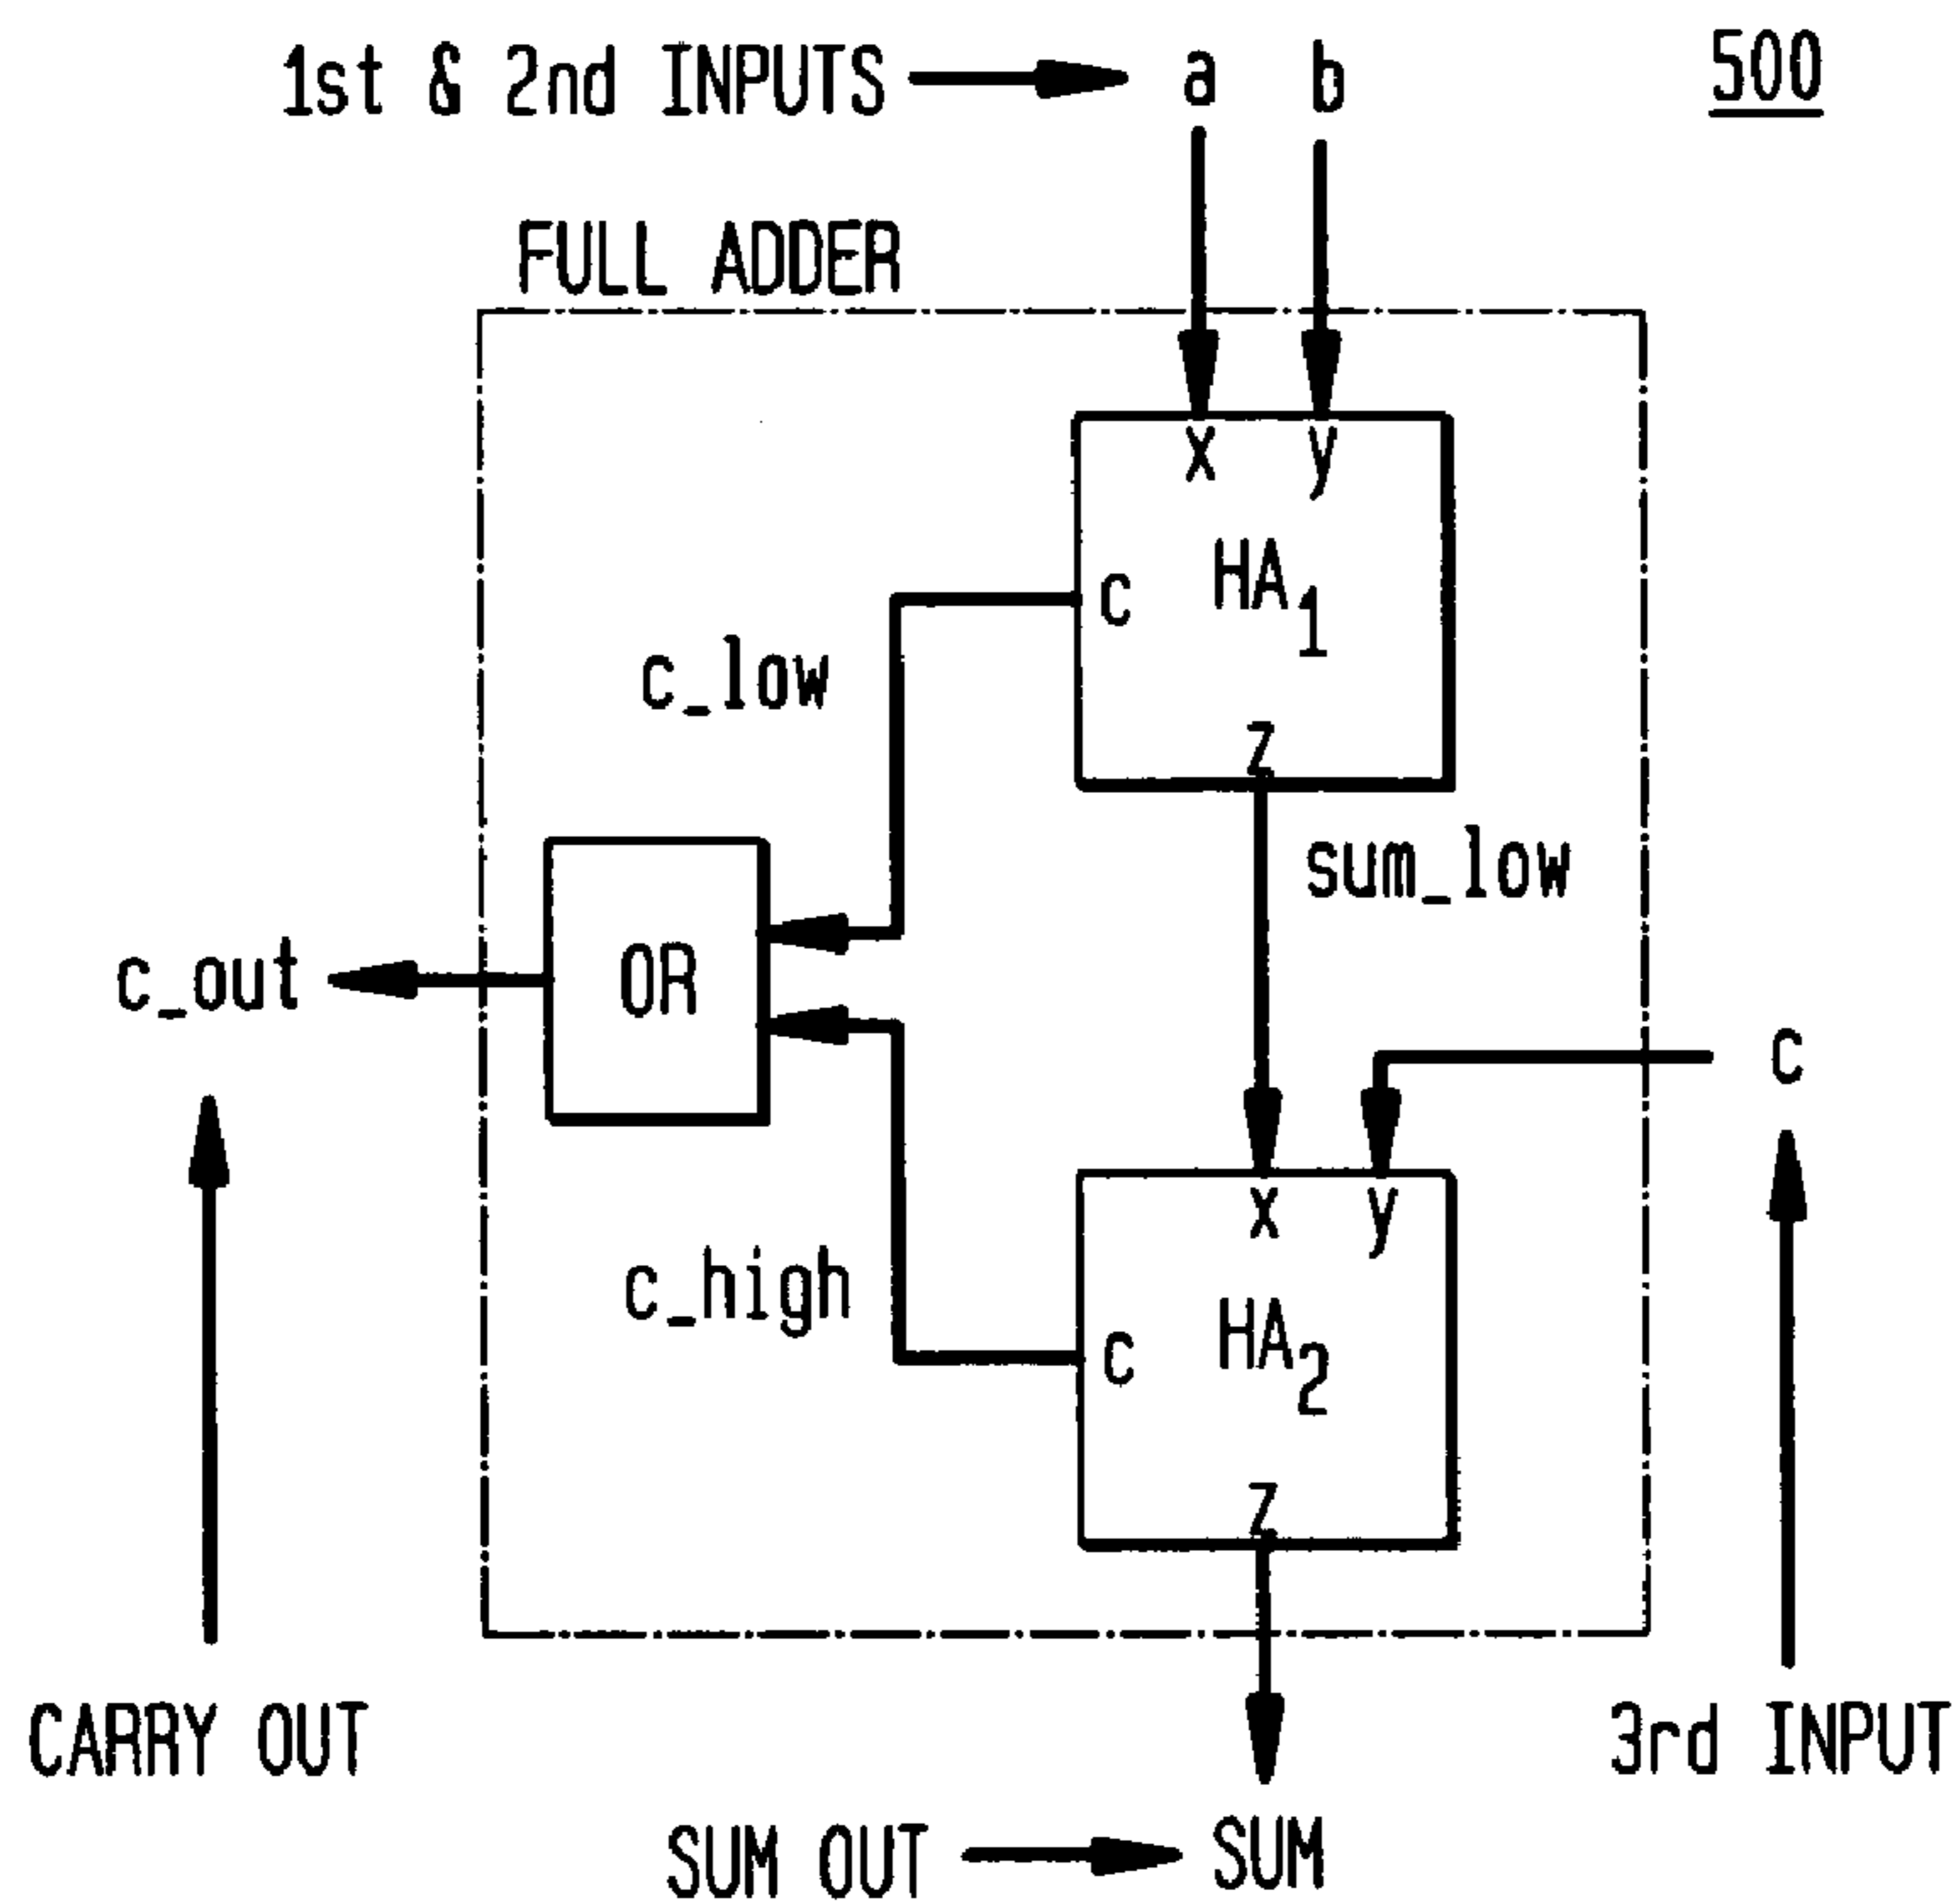 1st & 2nd INPUTS a b
500
FULL ADDER
x y
HA1
c
c_low
z
sum_low
OR
c_out
c
x y
c_high
HA2
c
z
CARRY OUT
3rd INPUT
SUM OUT SUM